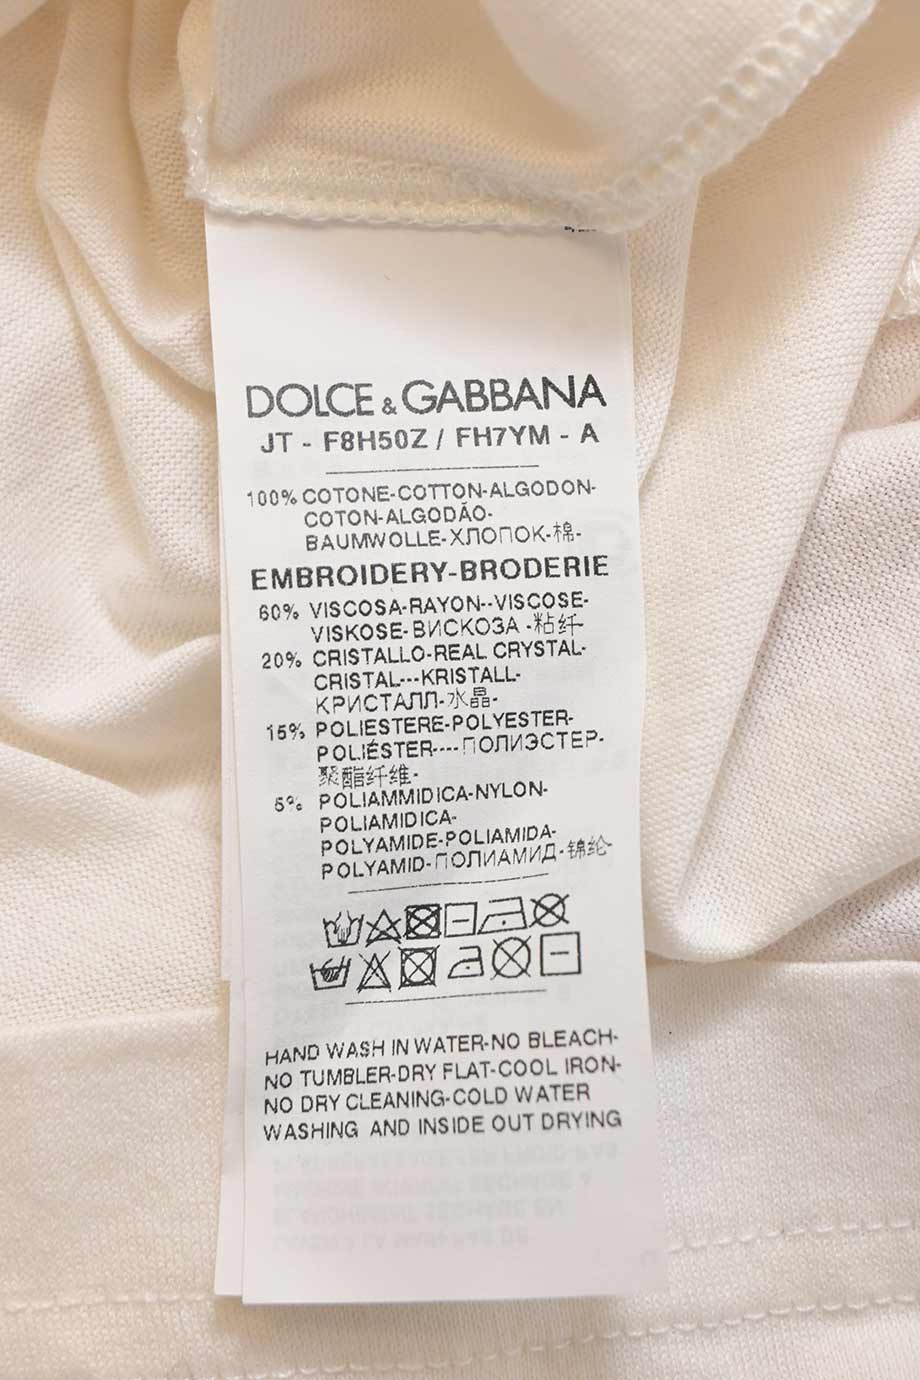 DOLCE & GABBANA
JT - F8H50Z / FH7YM - A
100% COTONE-COTTON-ALGODON-
COTON-ALGODÃO-
BAUMWOLLE-ХЛОПОК-棉-
EMBROIDERY-BRODERIE
60% VISCOSA-RAYON--VISCOSE-
VISKOSE-ВИСКОЗА -粘纤-
20% CRISTALLO-REAL CRYSTAL-
CRISTAL---KRISTALL-
КРИСТАЛЛ-水晶-
15% POLIESTERE-POLYESTER-
POLIÉSTER----ПОЛИЭСТЕР-
聚酯纤维-
5% POLIAMMIDICA-NYLON-
POLIAMIDICA-
POLYAMIDE-POLIAMIDA-
POLYAMID-ПОЛИАМИД-锦纶-
HAND WASH IN WATER-NO BLEACH-
NO TUMBLER-DRY FLAT-COOL IRON-
NO DRY CLEANING-COLD WATER
WASHING AND INSIDE OUT DRYING